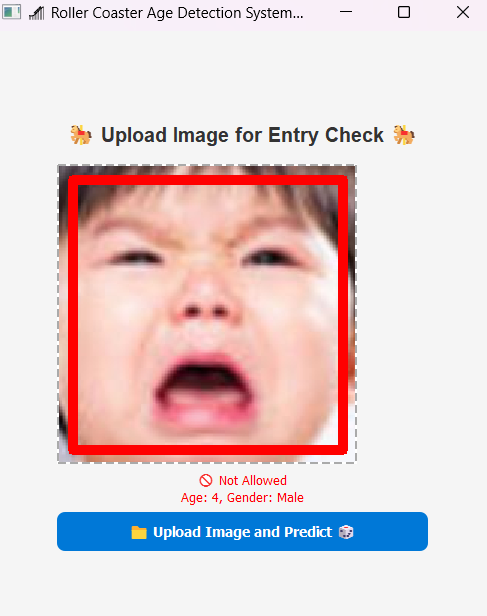 Roller Coaster Age Detection System...
Upload Image for Entry Check
Not Allowed
Age: 4, Gender: Male
Upload Image and Predict